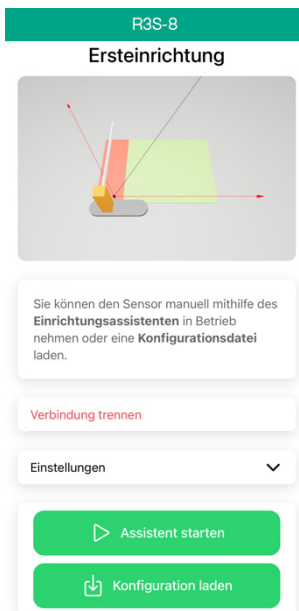 R3S-8
Ersteinrichtung
Sie können den Sensor manuell mithilfe des
Einrichtungsassistenten in Betrieb
nehmen oder eine Konfigurationsdatei
laden.
Verbindung trennen
Einstellungen
Assistent starten
Konfiguration laden